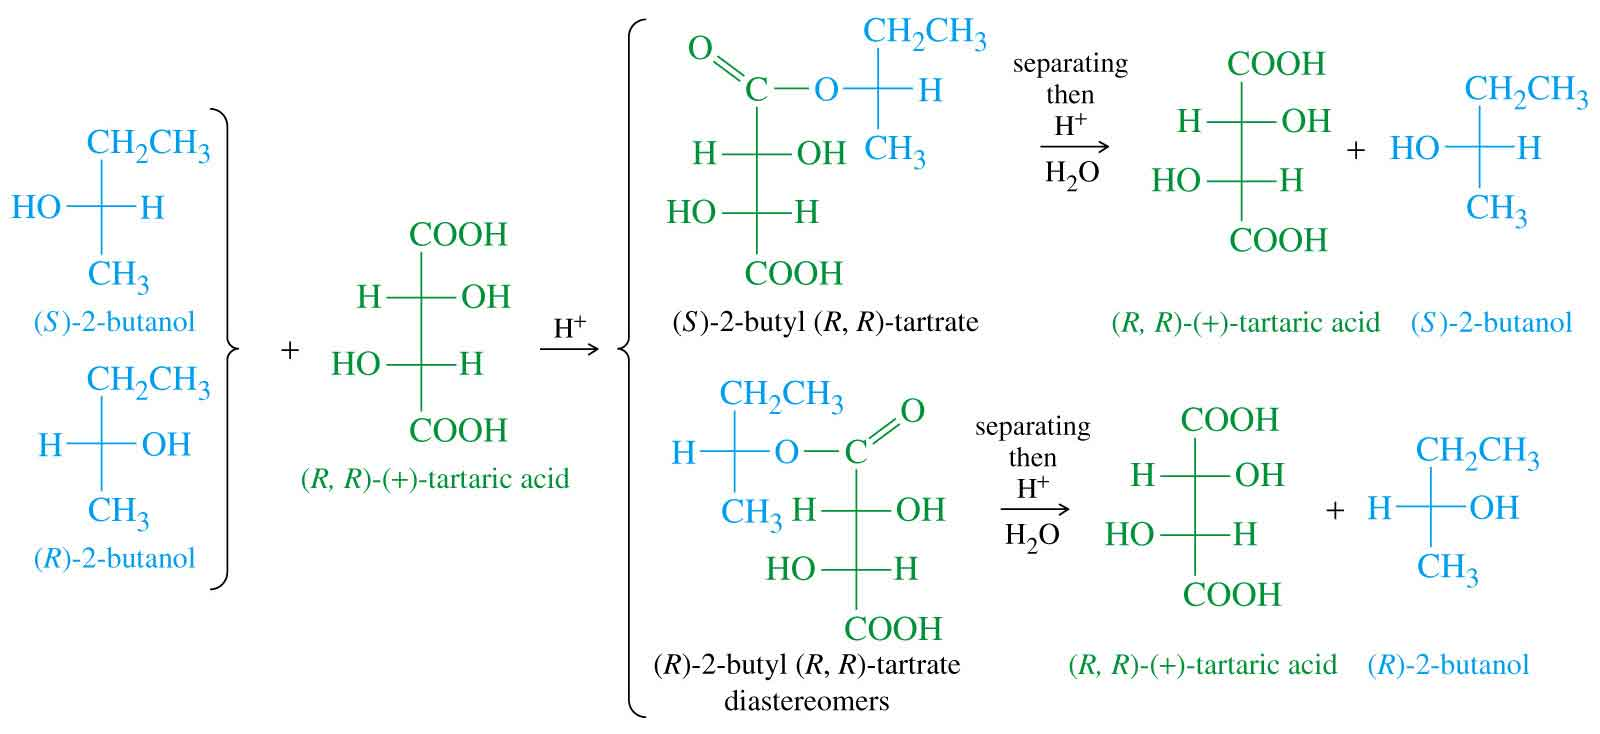 CH₂CH₃
HO H
CH₃
(S)-2-butanol
CH₂CH₃
H OH
CH₃
(R)-2-butanol
+
COOH
H OH
HO H
COOH
(R, R)-(+)-tartaric acid
H⁺
CH₂CH₃
O
C O H
H OH CH₃
HO H
COOH
(S)-2-butyl (R, R)-tartrate
separating
then
H⁺
H₂O
COOH
H OH
HO H
COOH
(R, R)-(+)-tartaric acid
+
CH₂CH₃
HO H
CH₃
(S)-2-butanol
CH₂CH₃
O
H O C
CH₃ H OH
HO H
COOH
(R)-2-butyl (R, R)-tartrate
diastereomers
separating
then
H⁺
H₂O
COOH
H OH
HO H
COOH
(R, R)-(+)-tartaric acid
+
CH₂CH₃
H OH
CH₃
(R)-2-butanol